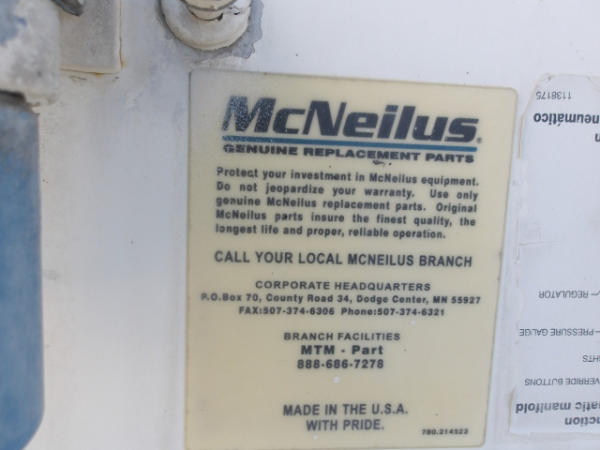 McNeilus
GENUINE REPLACEMENT PARTS
Protect your investment in McNeilus equipment.
Do not jeopardize your warranty. Use only
genuine McNeilus replacement parts. Original
McNeilus parts insure the finest quality, the
longest life and proper, reliable operation.
CALL YOUR LOCAL MCNEILUS BRANCH
CORPORATE HEADQUARTERS
P.O.Box 70, County Road 34, Dodge Center, MN 55927
FAX:507-374-6306 Phone:507-374-6321
BRANCH FACILITIES
MTM - Part
888-686-7278
MADE IN THE U.S.A.
WITH PRIDE.
780.214523
nction
matic manifold
VERRIDE BUTTONS
HTS
PRESSURE GAUGE
REGULATOR
neumático
1138175